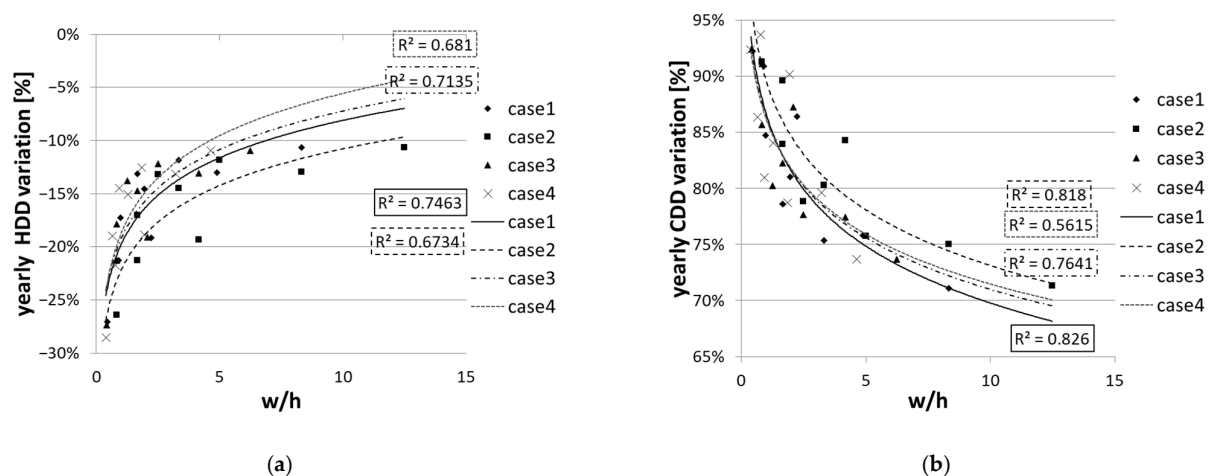 0%
−5%
−10%
−15%
−20%
−25%
−30%
yearly HDD variation [%]
0
5
10
15
w/h
R² = 0.681
R² = 0.7135
R² = 0.7463
R² = 0.6734
case1
case2
case3
case4
case1
case2
case3
case4
(a)
95%
90%
85%
80%
75%
70%
65%
yearly CDD variation [%]
0
5
10
15
w/h
R² = 0.818
R² = 0.5615
R² = 0.7641
R² = 0.826
case1
case2
case3
case4
case1
case2
case3
case4
(b)